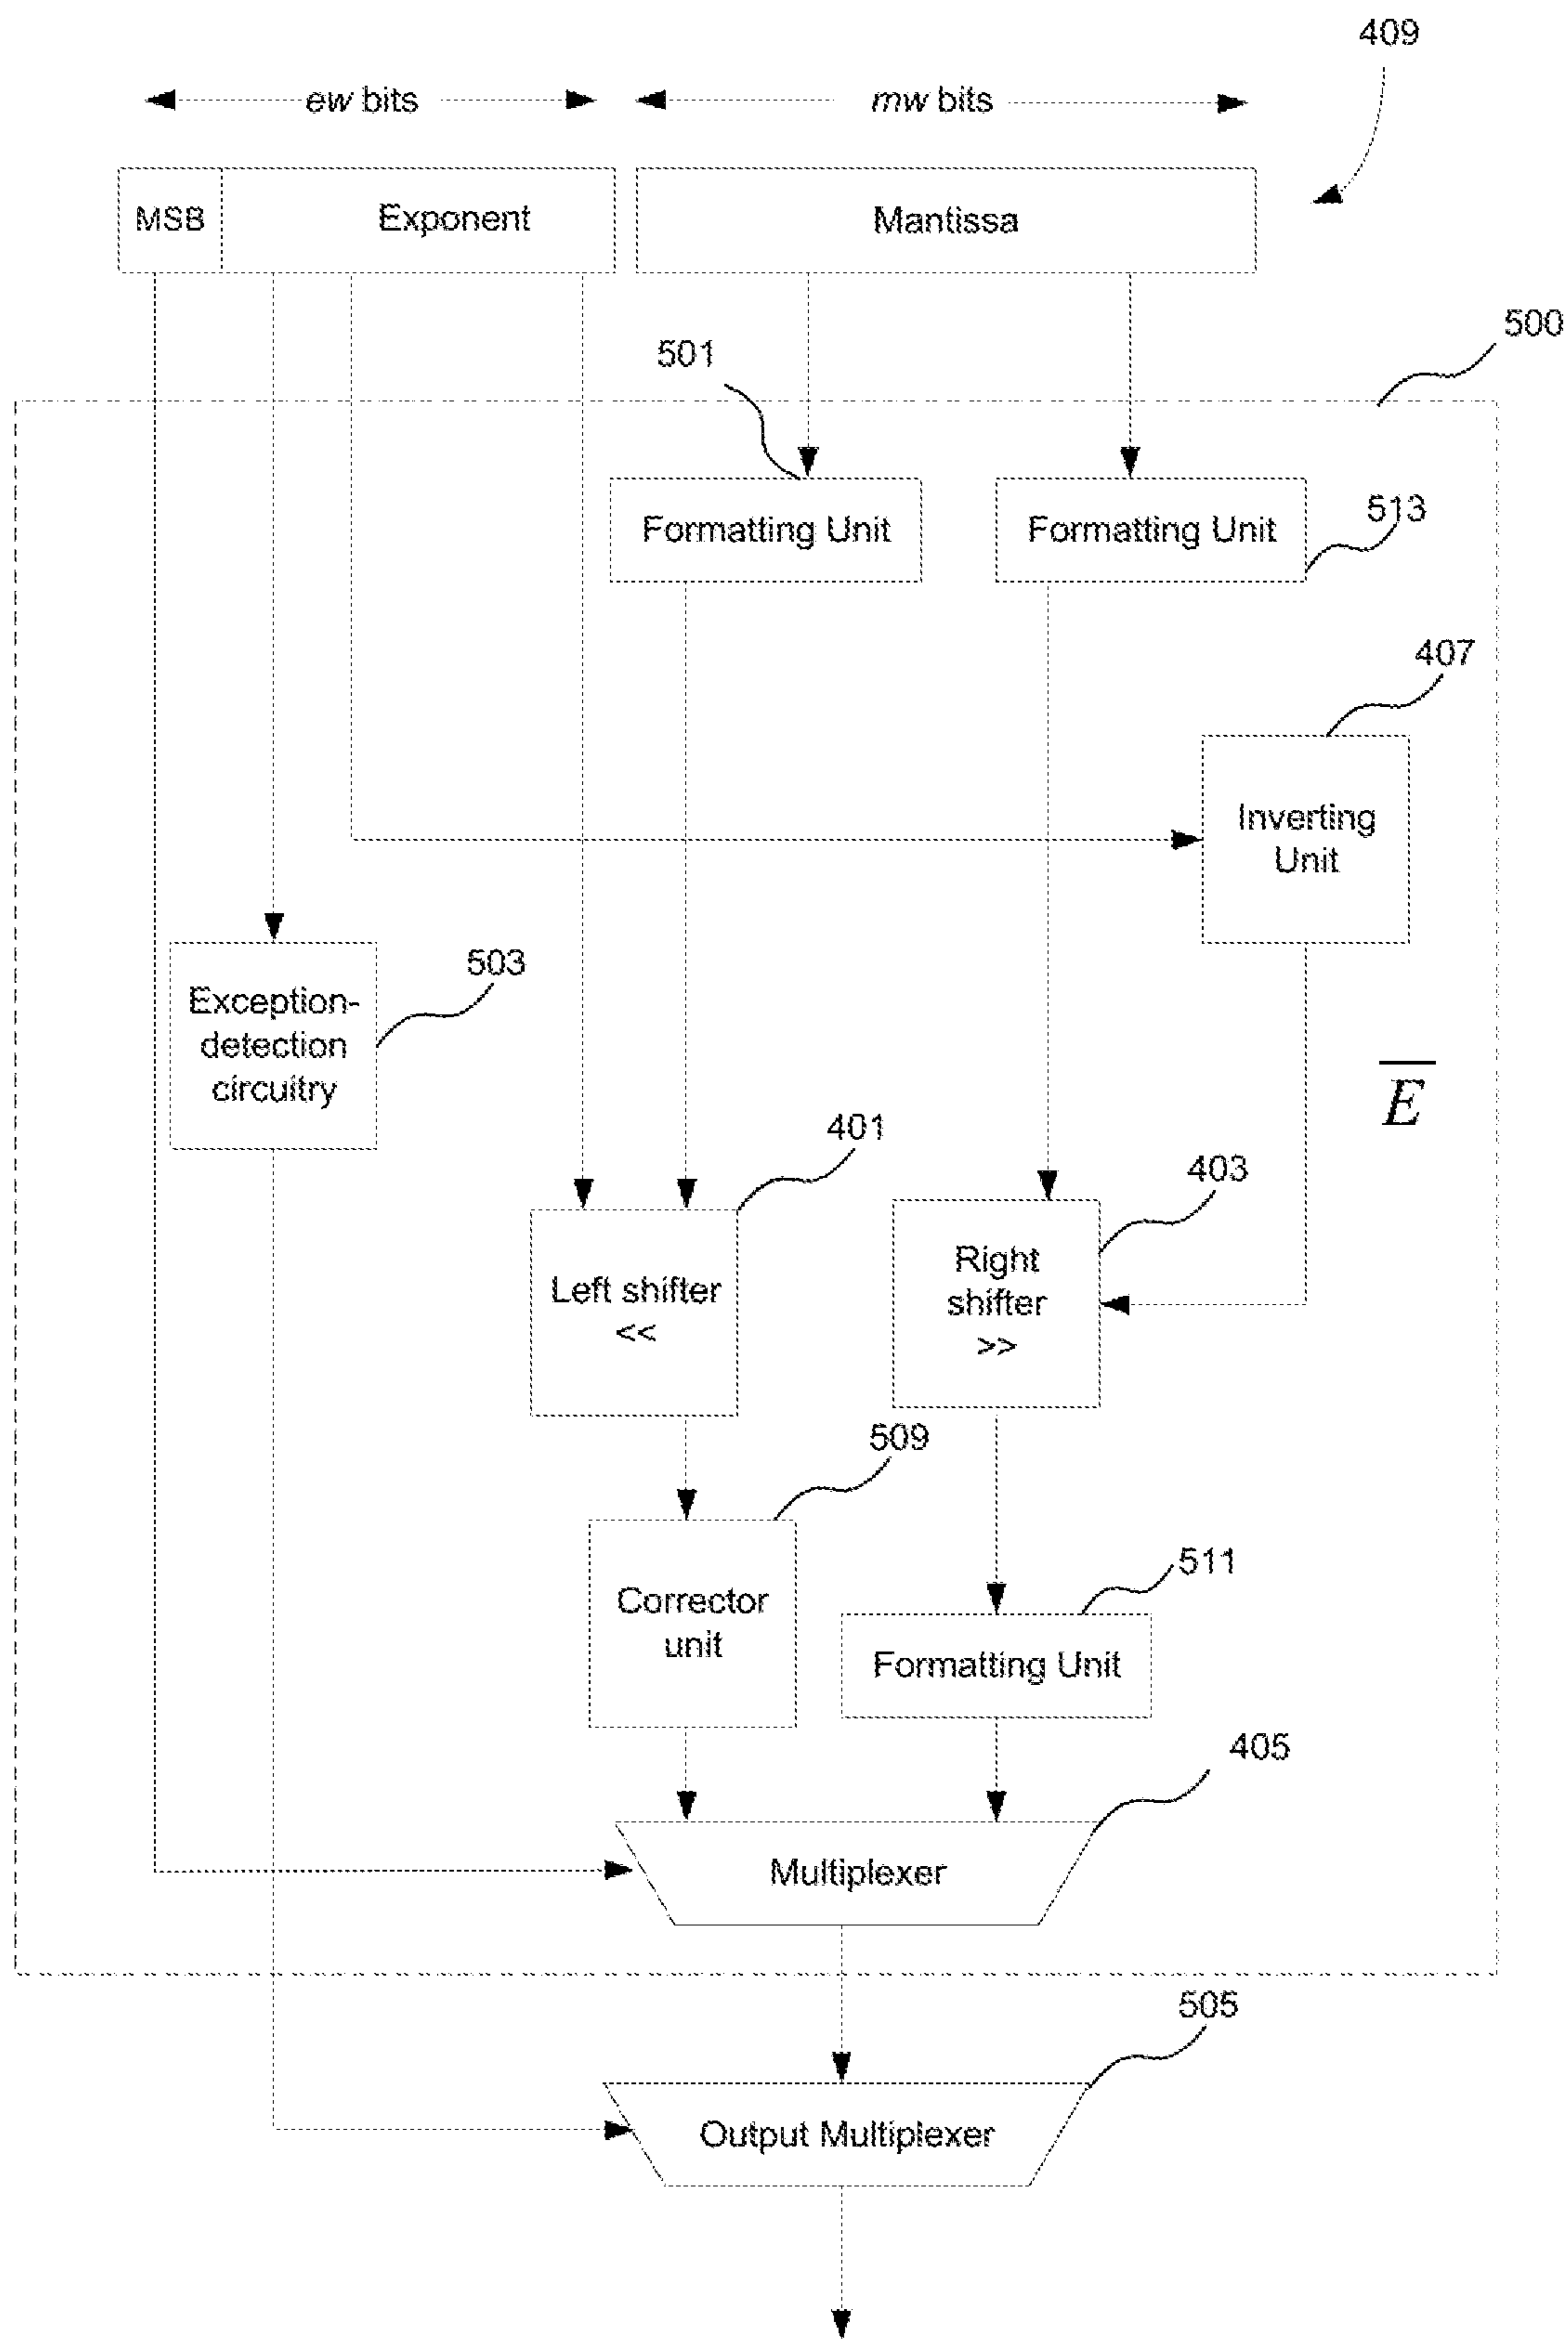 409
ew bits
mw bits
MSB
Exponent
Mantissa
500
501
Formatting Unit
Formatting Unit
513
407
Inverting
Unit
503
Exception-
detection
circuitry
E̅
401
403
Left shifter
<<
Right
shifter
>>
509
511
Corrector
unit
Formatting Unit
405
Multiplexer
505
Output Multiplexer